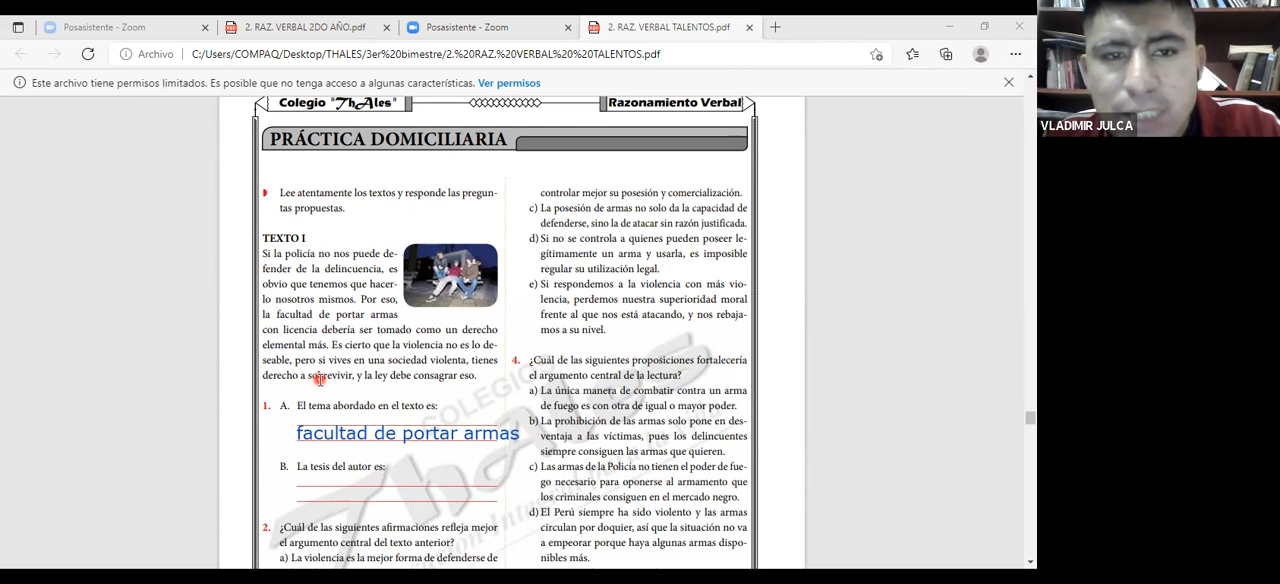 Posasistente - Zoom
2. RAZ. VERBAL 2DO AÑO.pdf
Posasistente - Zoom
2. RAZ. VERBAL TALENTOS.pdf
Archivo
C:/Users/COMPAQ/Desktop/THALES/3er%20bimestre/2.%20RAZ.%20VERBAL%20%20TALENTOS.pdf
Este archivo tiene permisos limitados. Es posible que no tenga acceso a algunas características. Ver permisos
VLADIMIR JULCA
Colegio "ThAles"
Razonamiento Verbal
PRÁCTICA DOMICILIARIA
Lee atentamente los textos y responde las pregun-
tas propuestas.
TEXTO I
Si la policía no nos puede de-
fender de la delincuencia, es
obvio que tenemos que hacer-
lo nosotros mismos. Por eso,
la facultad de portar armas
con licencia debería ser tomado como un derecho
elemental más. Es cierto que la violencia no es lo de-
seable, pero si vives en una sociedad violenta, tienes
derecho a sobrevivir, y la ley debe consagrar eso.
1. A. El tema abordado en el texto es:
facultad de portar armas
B. La tesis del autor es:
2. ¿Cuál de las siguientes afirmaciones refleja mejor
el argumento central del texto anterior?
a) La violencia es la mejor forma de defenderse de
controlar mejor su posesión y comercialización.
c) La posesión de armas no solo da la capacidad de
defenderse, sino la de atacar sin razón justificada.
d) Si no se controla a quienes pueden poseer le-
gítimamente un arma y usarla, es imposible
regular su utilización legal.
e) Si respondemos a la violencia con más vio-
lencia, perdemos nuestra superioridad moral
frente al que nos está atacando, y nos rebaja-
mos a su nivel.
4. ¿Cuál de las siguientes proposiciones fortalecería
el argumento central de la lectura?
a) La única manera de combatir contra un arma
de fuego es con otra de igual o mayor poder.
b) La prohibición de las armas solo pone en des-
ventaja a las víctimas, pues los delincuentes
siempre consiguen las armas que quieren.
c) Las armas de la Policía no tienen el poder de fue-
go necesario para oponerse al armamento que
los criminales consiguen en el mercado negro.
d) El Perú siempre ha sido violento y las armas
circulan por doquier, así que la situación no va
a empeorar porque haya algunas armas dispo-
nibles más.
COLEGIO
Thales